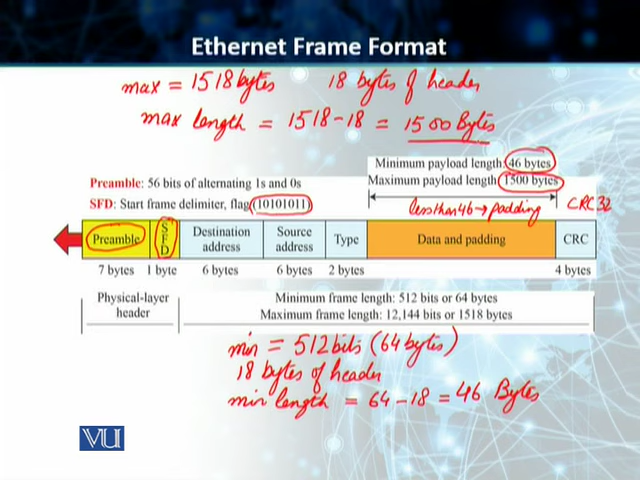 Ethernet Frame Format
max = 1518 bytes 18 bytes of header
max length = 1518-18 = 1500 Bytes
Minimum payload length: 46 bytes
Preamble: 56 bits of alternating 1s and 0s Maximum payload length: 1500 bytes
SFD: Start frame delimiter, flag (10101011) less than 46→padding CRC32
Preamble SFD Destination address Source address Type Data and padding CRC
7 bytes 1 byte 6 bytes 6 bytes 2 bytes 4 bytes
Physical-layer header Minimum frame length: 512 bits or 64 bytes
Maximum frame length: 12,144 bits or 1518 bytes
min = 512 bits (64 bytes)
18 bytes of header
min length = 64-18 = 46 Bytes
VU